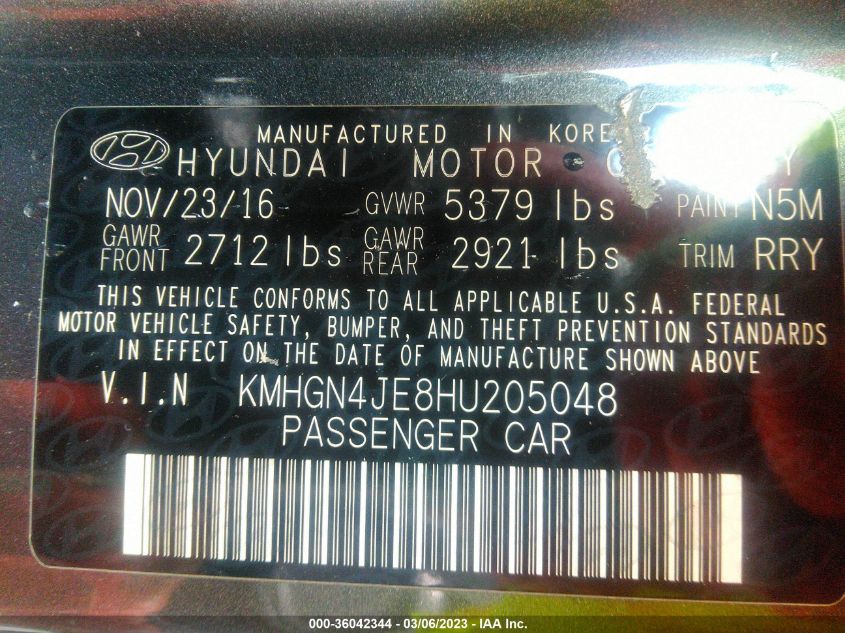 MANUFACTURED IN KORE
HYUNDAI MOTOR C Y
NOV/23/16 GVWR 5379 lbs PAINT N5M
GAWR FRONT 2712 lbs GAWR REAR 2921 lbs TRIM RRY
THIS VEHICLE CONFORMS TO ALL APPLICABLE U.S.A. FEDERAL
MOTOR VEHICLE SAFETY, BUMPER, AND THEFT PREVENTION STANDARDS
IN EFFECT ON THE DATE OF MANUFACTURE SHOWN ABOVE
V.I.N KMHGN4JE8HU205048
PASSENGER CAR
000-36042344 - 03/06/2023 - IAA Inc.